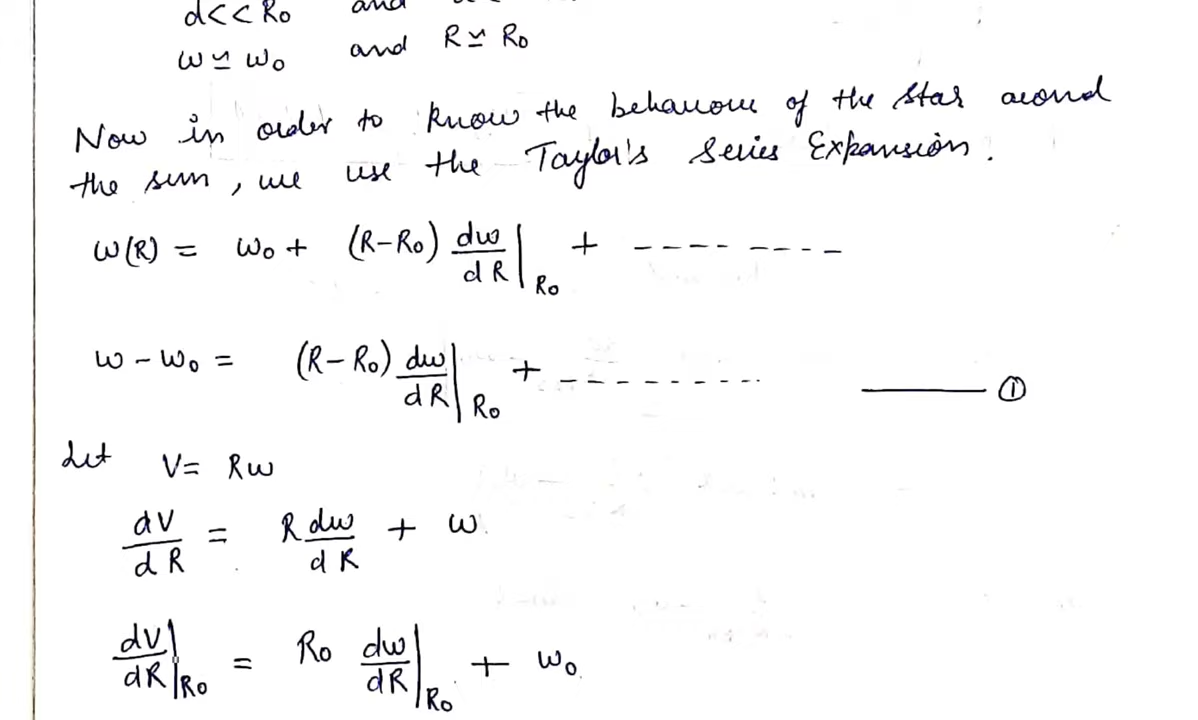 d<<R₀ and
ω ≃ ω₀ and R ≃ R₀
Now in order to know the behaviour of the star around
the sun, we use the Taylor's Series Expansion.
ω(R) = ω₀ + (R-R₀) dω/dR|R₀ + --------
ω - ω₀ = (R-R₀) dω/dR|R₀ + --------- ——— ①
Let V = Rω
dV/dR = R dω/dR + ω
dV/dR|R₀ = R₀ dω/dR|R₀ + ω₀